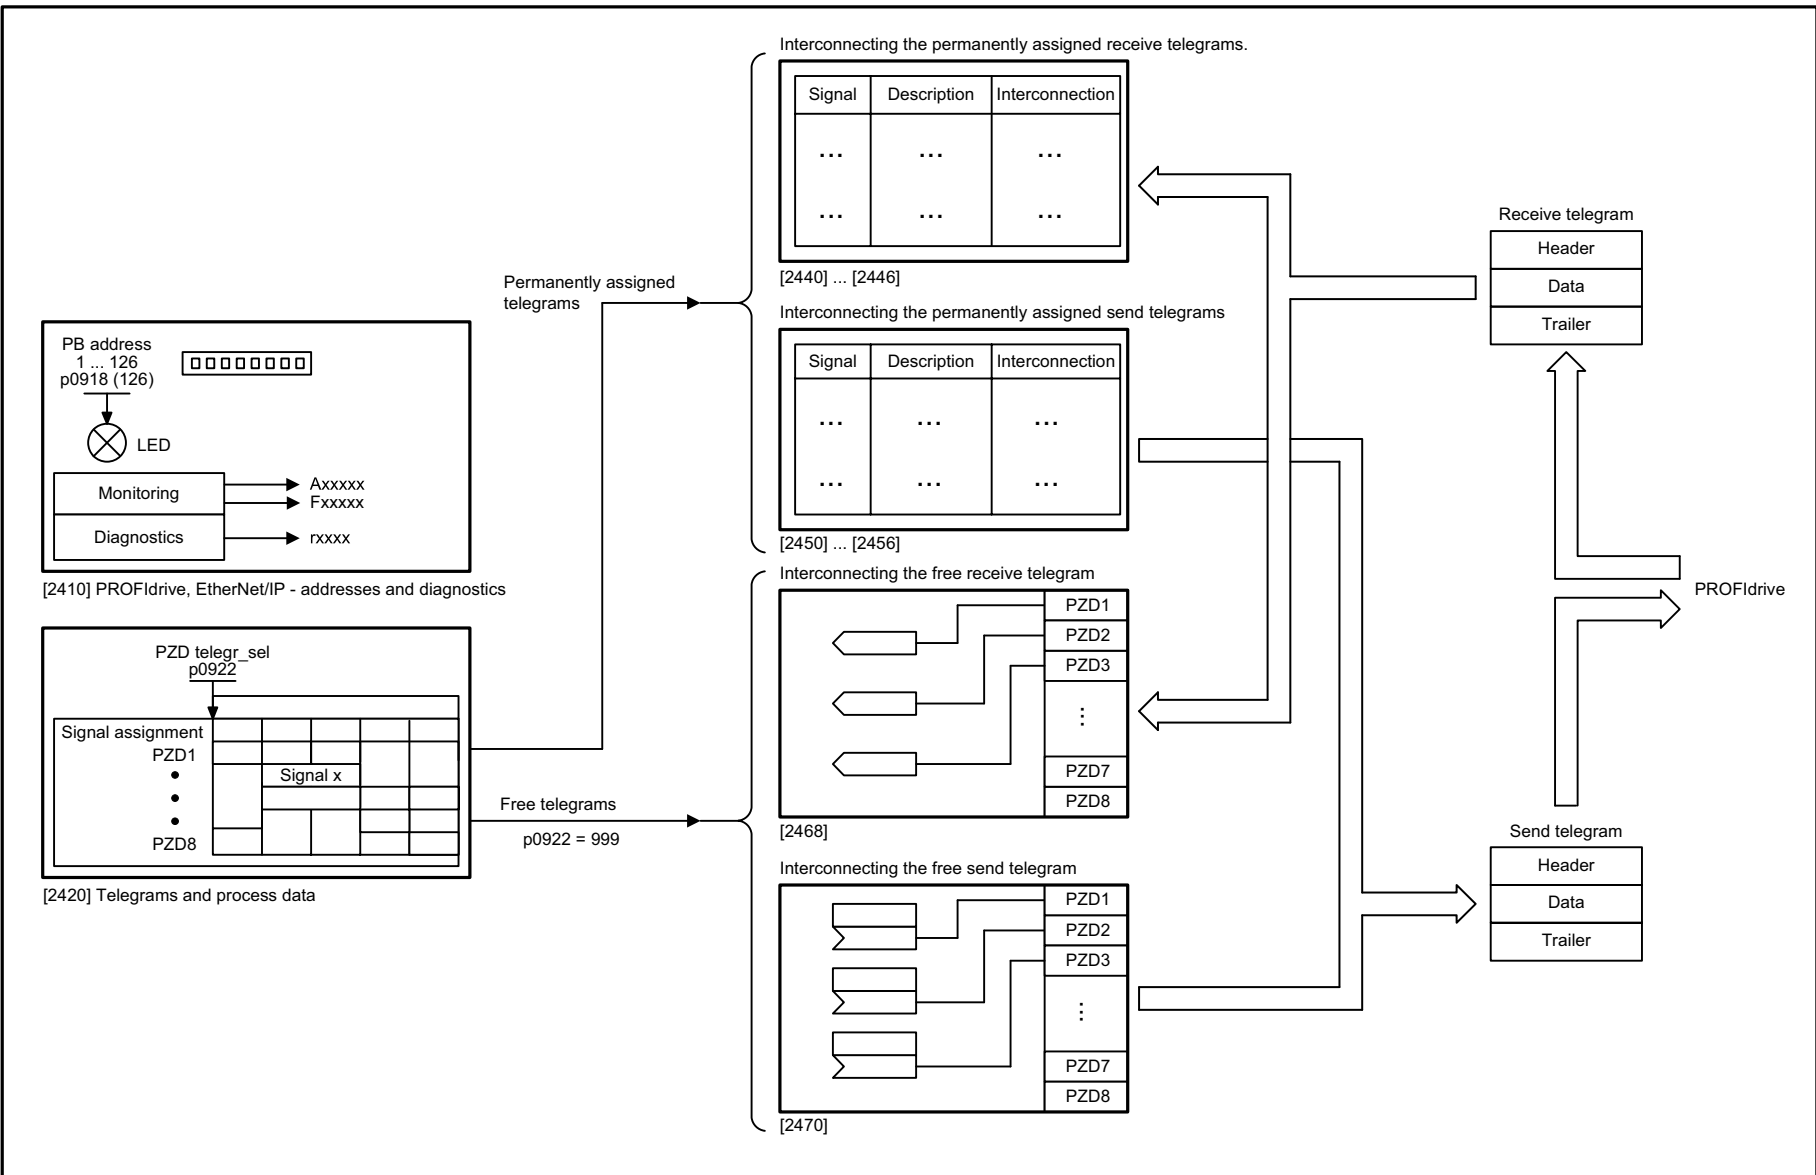 Interconnecting the permanently assigned receive telegrams.
Signal Description Interconnection
... ... ...
... ... ...
[2440] ... [2446]
Permanently assigned
telegrams
Interconnecting the permanently assigned send telegrams
Signal Description Interconnection
... ... ...
... ... ...
[2450] ... [2456]
PB address
1 ... 126
p0918 (126)
LED
Monitoring
Axxxxx
Fxxxxx
Diagnostics
rxxxx
[2410] PROFIdrive, EtherNet/IP - addresses and diagnostics
PZD telegr_sel
p0922
Signal assignment
PZD1
Signal x
PZD8
[2420] Telegrams and process data
Free telegrams
p0922 = 999
Interconnecting the free receive telegram
PZD1
PZD2
PZD3
...
PZD7
PZD8
[2468]
Interconnecting the free send telegram
PZD1
PZD2
PZD3
...
PZD7
PZD8
[2470]
Receive telegram
Header
Data
Trailer
PROFIdrive
Send telegram
Header
Data
Trailer